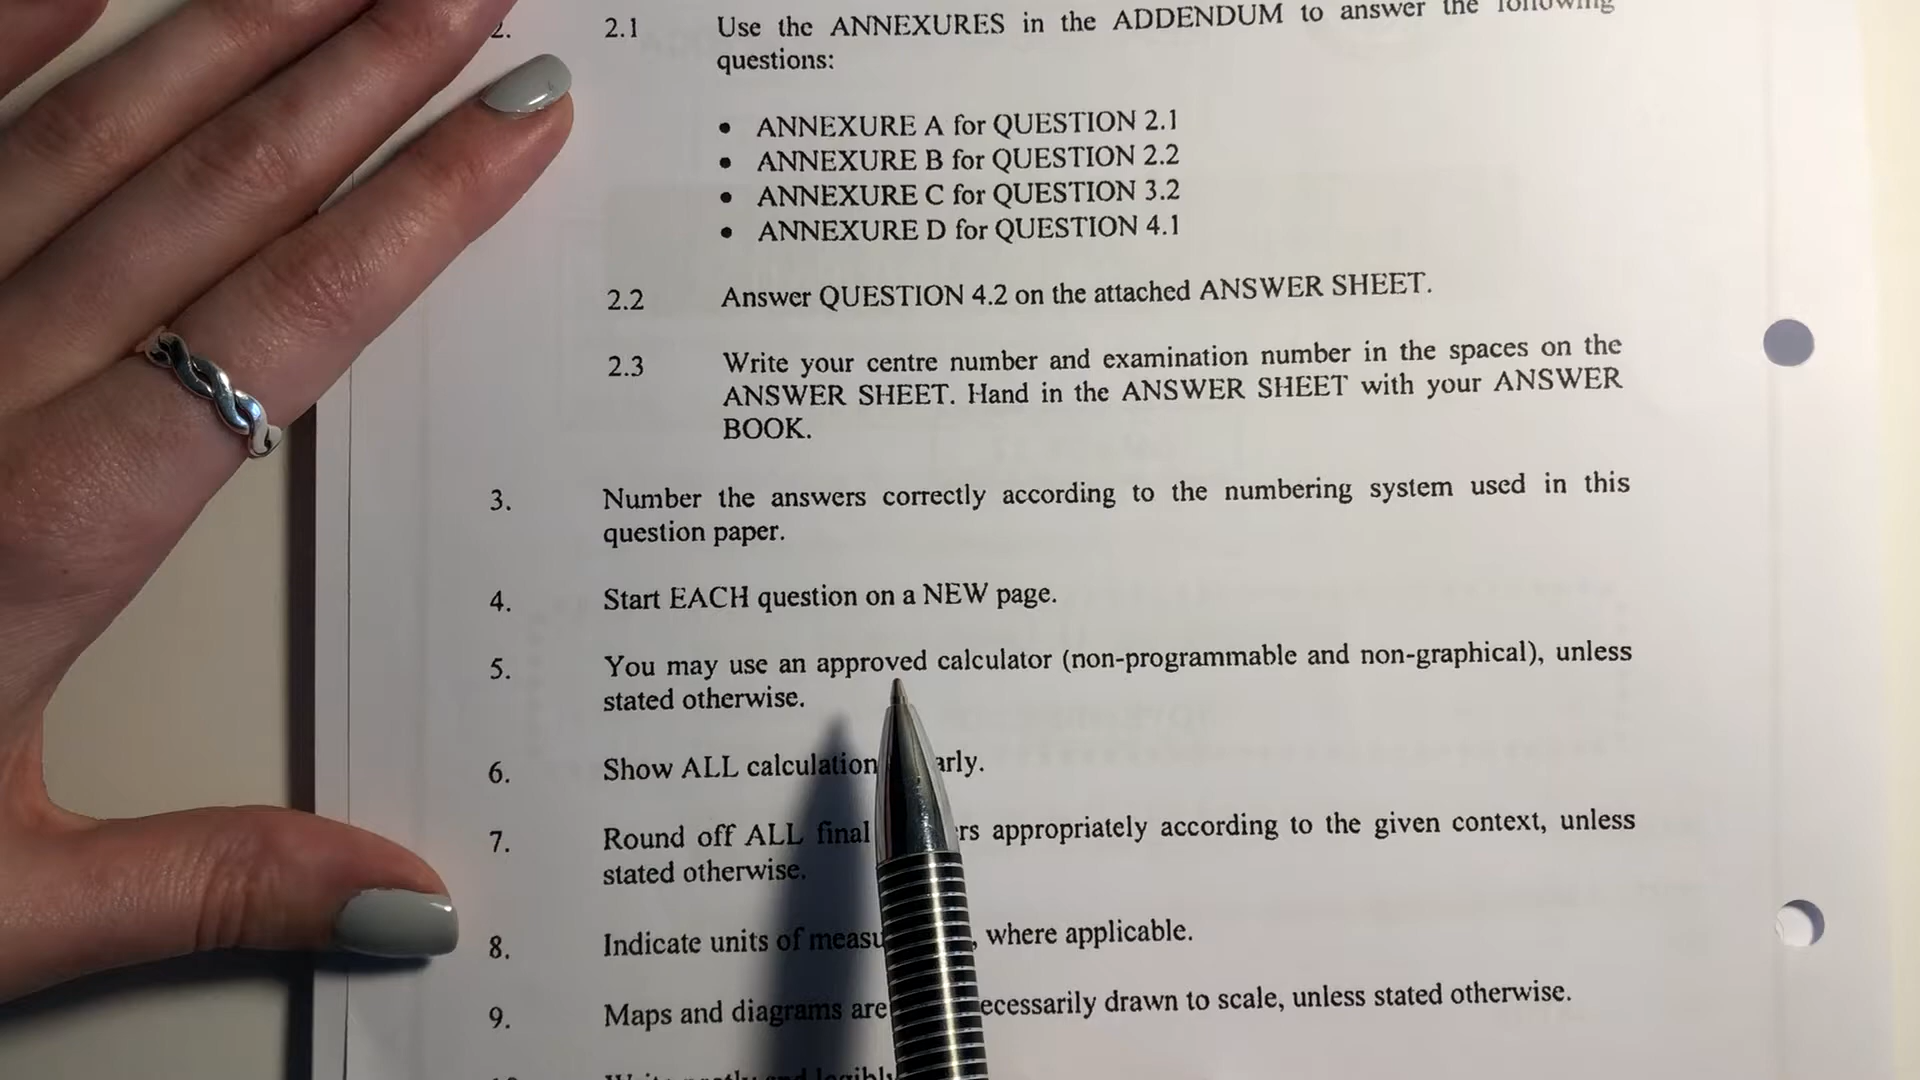 2. 2.1 Use the ANNEXURES in the ADDENDUM to answer the following
questions:
• ANNEXURE A for QUESTION 2.1
• ANNEXURE B for QUESTION 2.2
• ANNEXURE C for QUESTION 3.2
• ANNEXURE D for QUESTION 4.1
2.2 Answer QUESTION 4.2 on the attached ANSWER SHEET.
2.3 Write your centre number and examination number in the spaces on the
ANSWER SHEET. Hand in the ANSWER SHEET with your ANSWER
BOOK.
3. Number the answers correctly according to the numbering system used in this
question paper.
4. Start EACH question on a NEW page.
5. You may use an approved calculator (non-programmable and non-graphical), unless
stated otherwise.
6. Show ALL calculation arly.
7. Round off ALL final rs appropriately according to the given context, unless
stated otherwise.
8. Indicate units of measu , where applicable.
9. Maps and diagrams are ecessarily drawn to scale, unless stated otherwise.